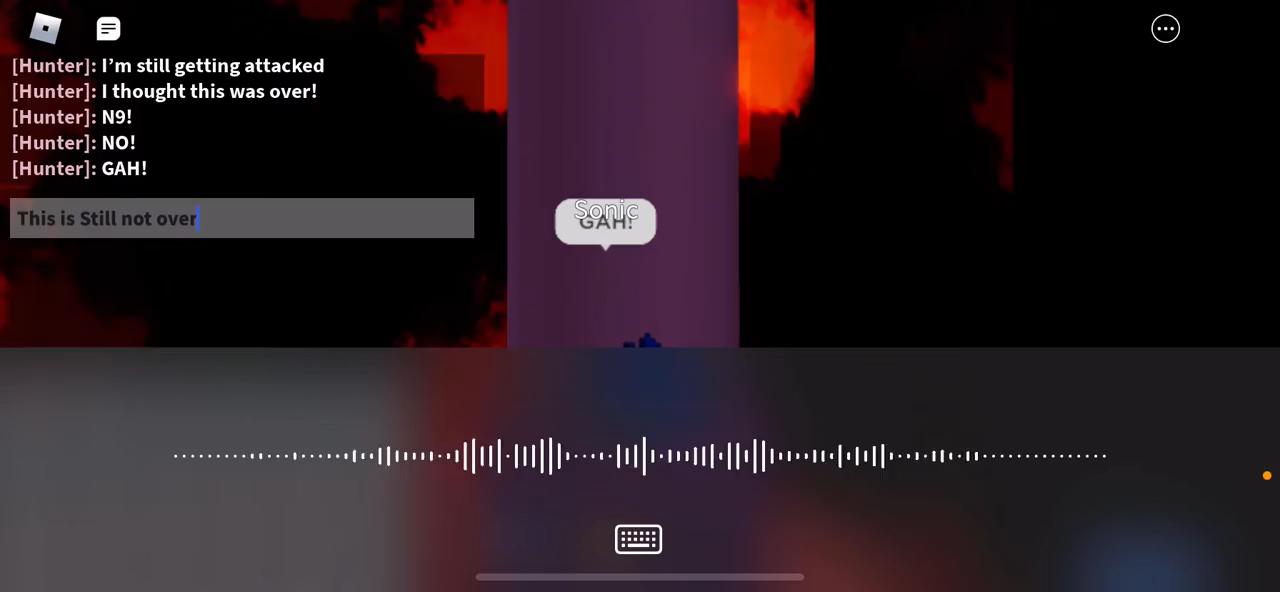 [Hunter]: I'm still getting attacked
[Hunter]: I thought this was over!
[Hunter]: N9!
[Hunter]: NO!
[Hunter]: GAH!
This is Still not over
Sonic
GAH!